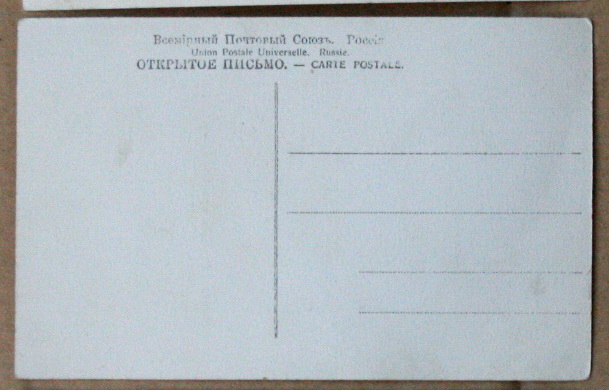 Всемірный Почтовый Союзъ. Россія
Union Postale Universelle. Russie.
ОТКРЫТОЕ ПИСЬМО. — CARTE POSTALE.